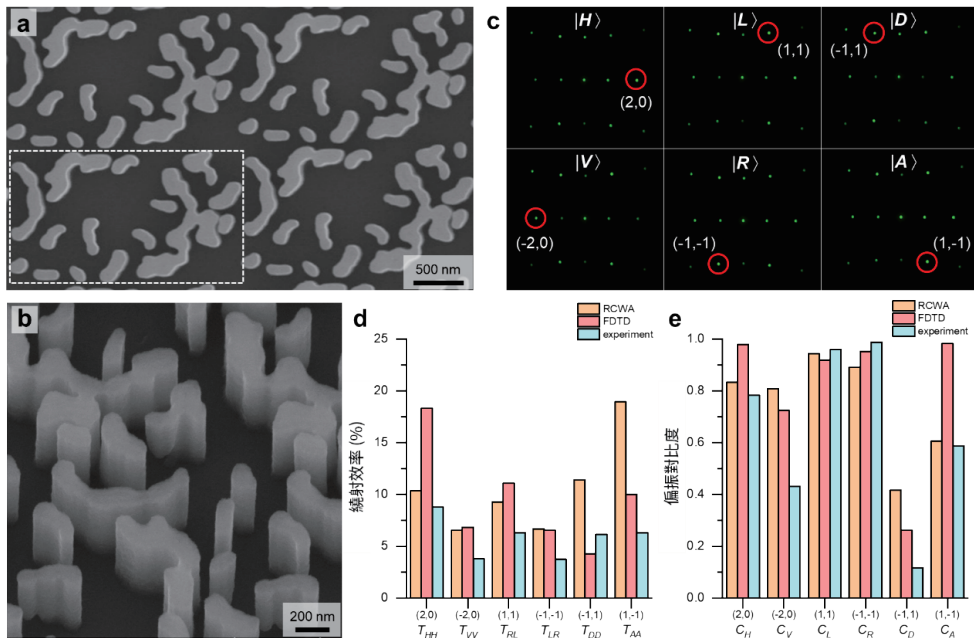 a
500 nm
b
200 nm
c
|H⟩
(2,0)
|L⟩
(1,1)
|D⟩
(-1,1)
|V⟩
(-2,0)
|R⟩
(-1,-1)
|A⟩
(1,-1)
d
RCWA
FDTD
experiment
繞射效率 (%)
25
20
15
10
5
0
(2,0) (-2,0) (1,1) (-1,-1) (-1,1) (1,-1)
T_HH T_VV T_RL T_LR T_DD T_AA
e
RCWA
FDTD
experiment
偏振對比度
1.0
0.8
0.6
0.4
0.2
0.0
(2,0) (-2,0) (1,1) (-1,-1) (-1,1) (1,-1)
C_H C_V C_L C_R C_D C_A